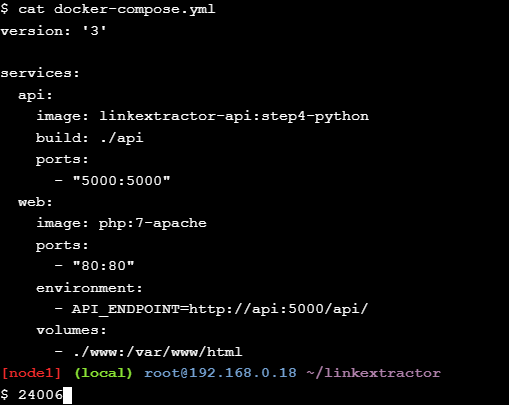 $ cat docker-compose.yml
version: '3'

services:
  api:
    image: linkextractor-api:step4-python
    build: ./api
    ports:
      - "5000:5000"
  web:
    image: php:7-apache
    ports:
      - "80:80"
    environment:
      - API_ENDPOINT=http://api:5000/api/
    volumes:
      - ./www:/var/www/html
[node1] (local) root@192.168.0.18 ~/linkextractor
$ 24006